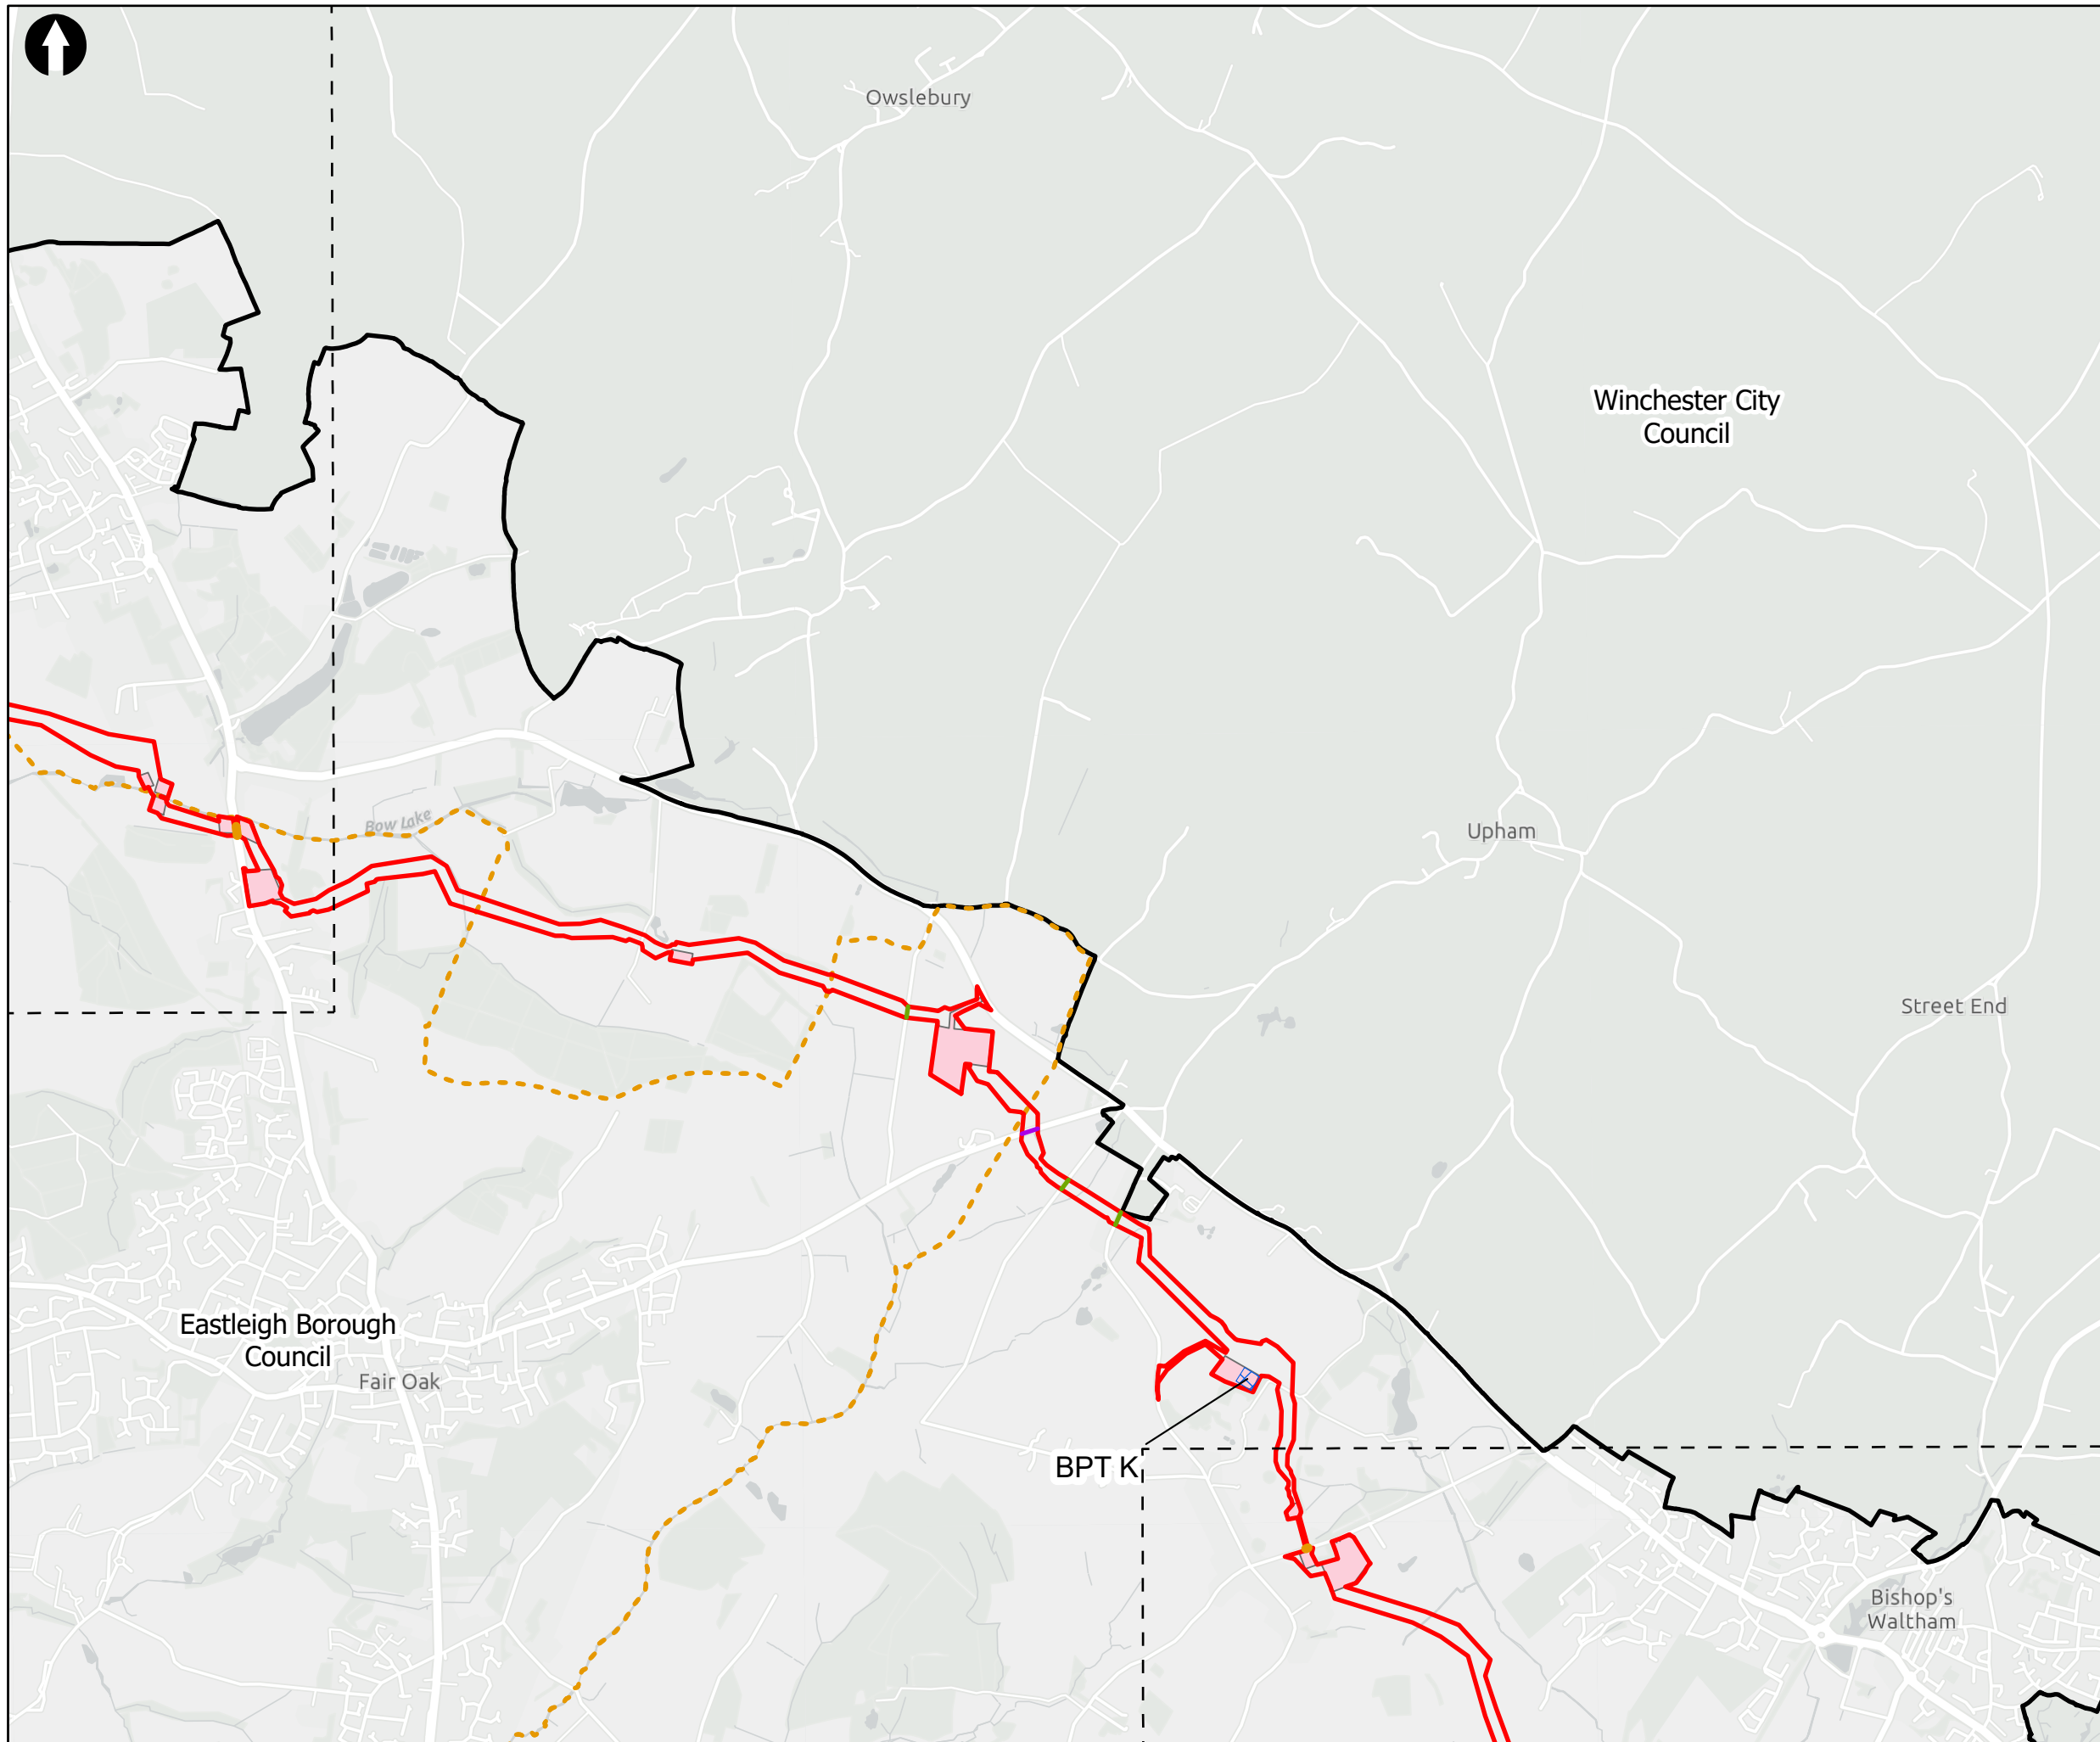 Owslebury
Winchester City
Council
Bow Lake
Upham
Street End
Eastleigh Borough
Council
Fair Oak
BPT K
Bishop's
Waltham